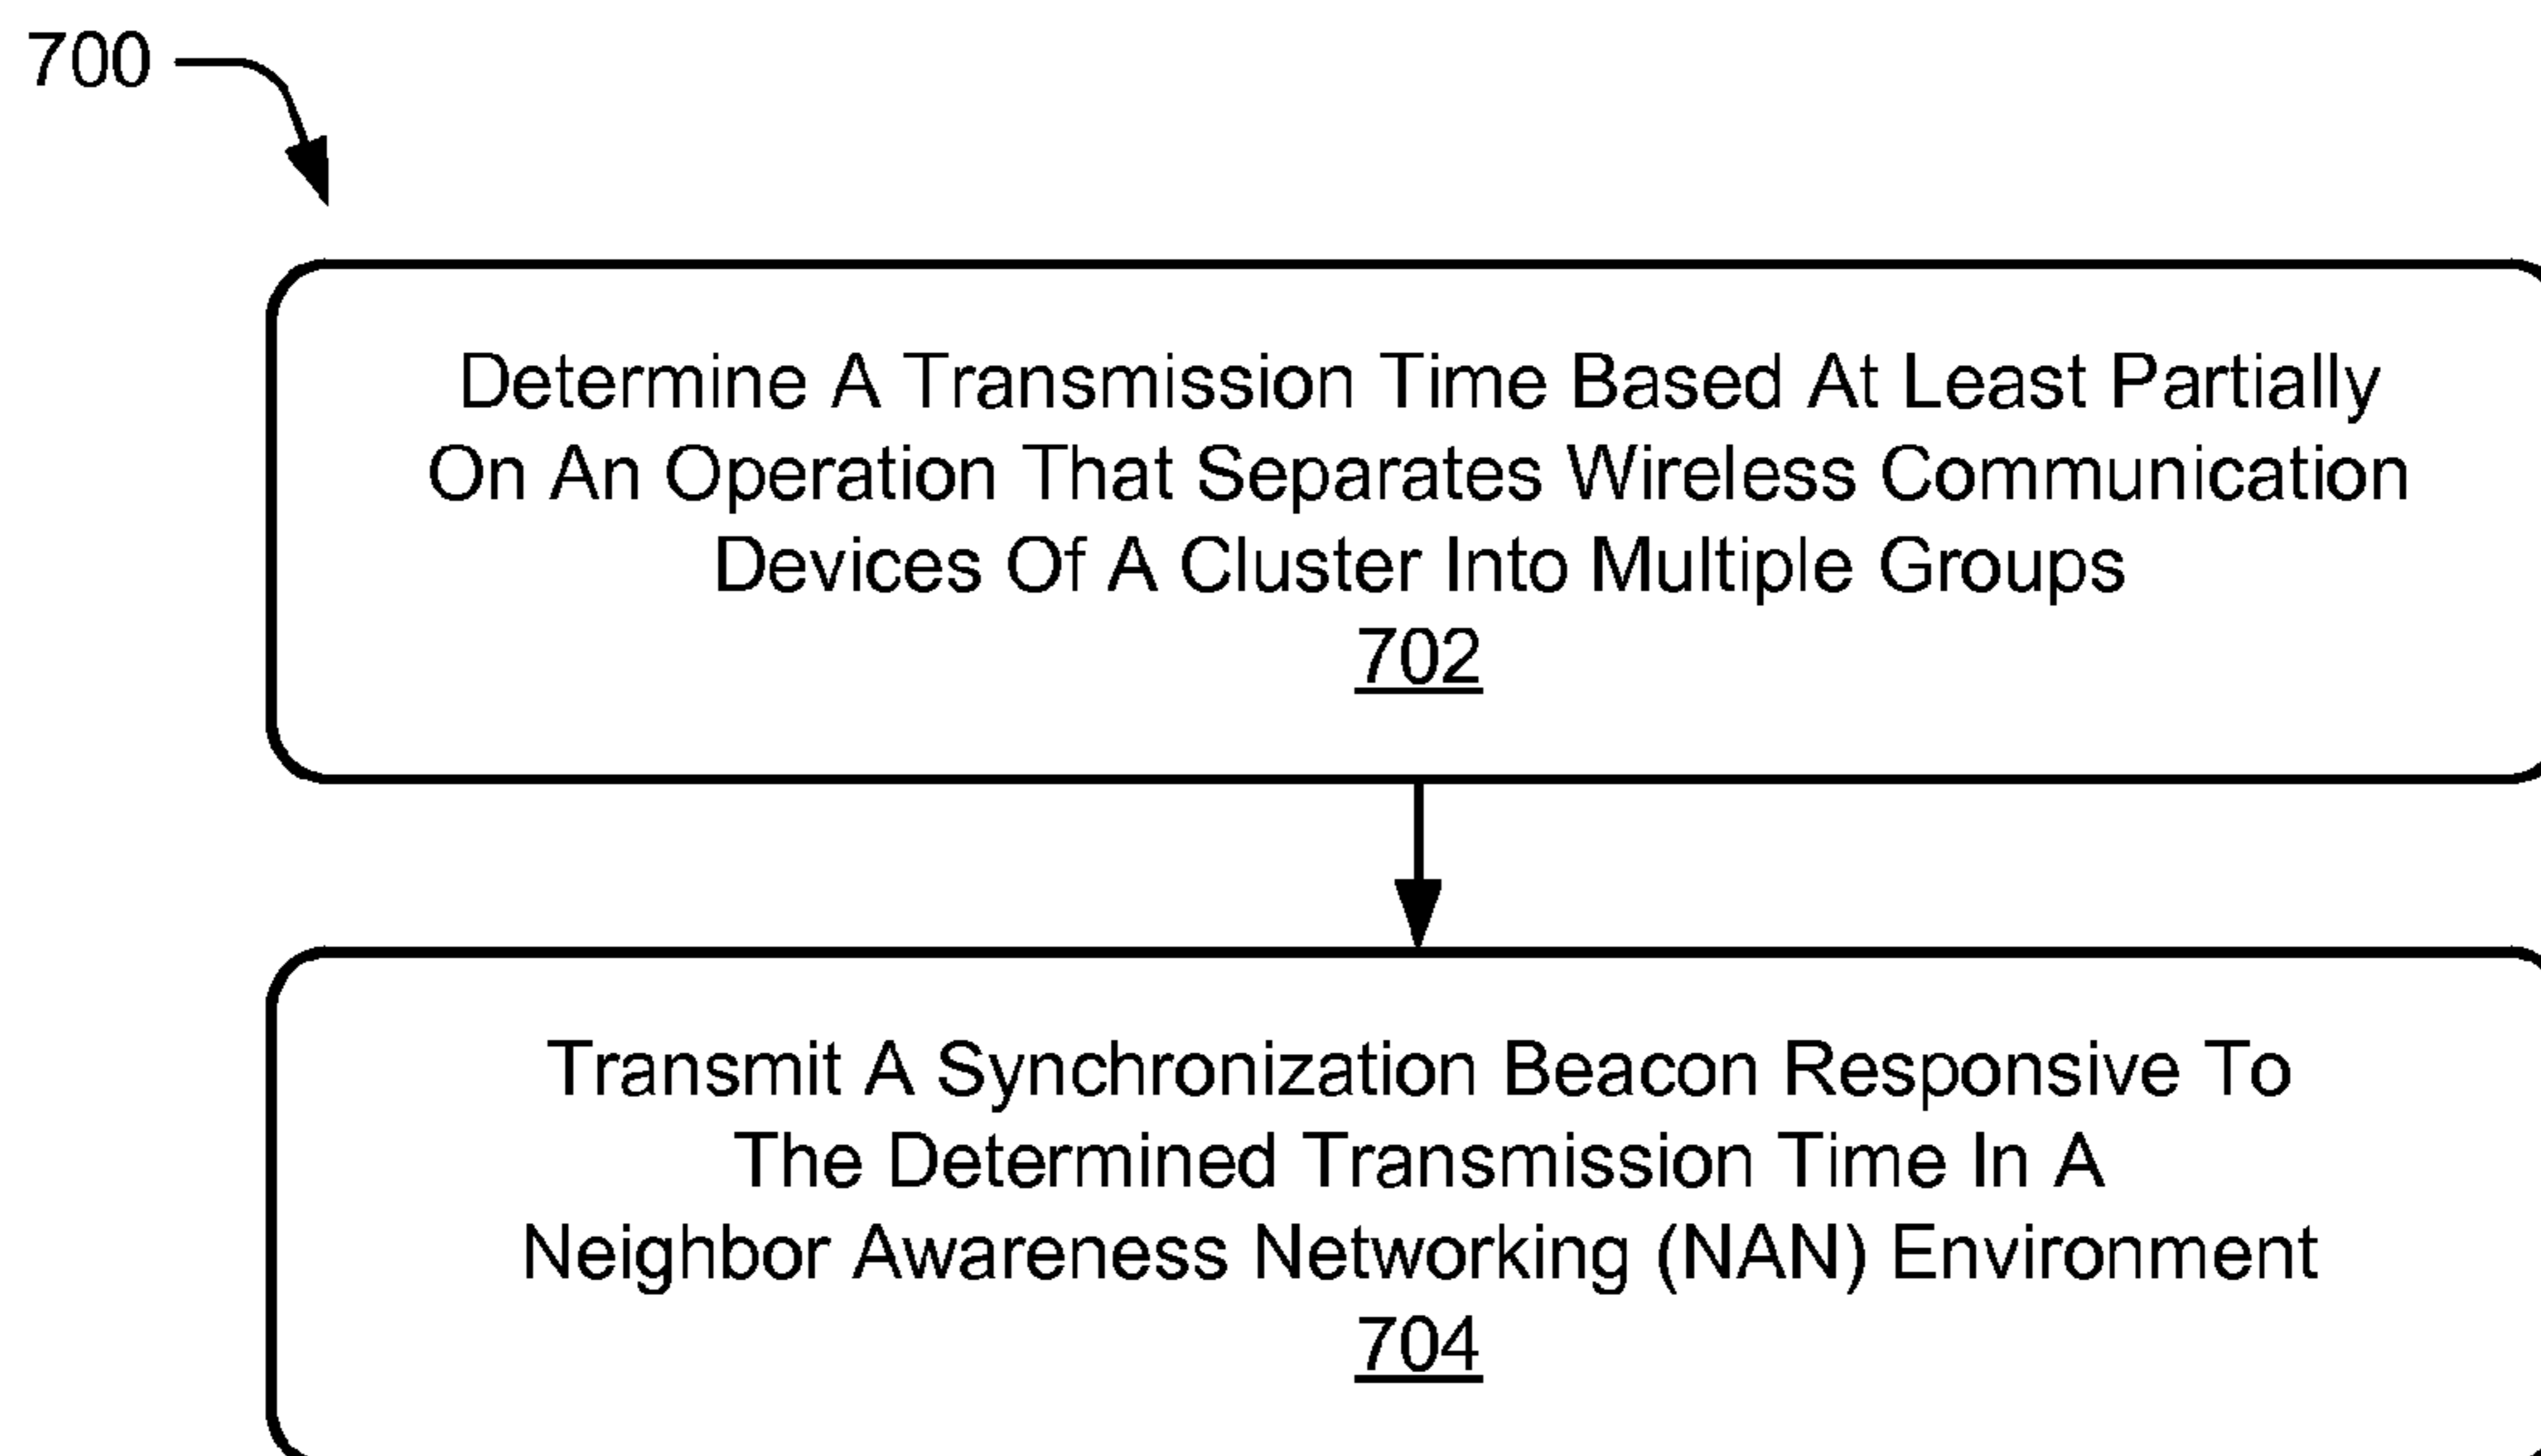 700
Determine A Transmission Time Based At Least Partially
On An Operation That Separates Wireless Communication
Devices Of A Cluster Into Multiple Groups
702
Transmit A Synchronization Beacon Responsive To
The Determined Transmission Time In A
Neighbor Awareness Networking (NAN) Environment
704